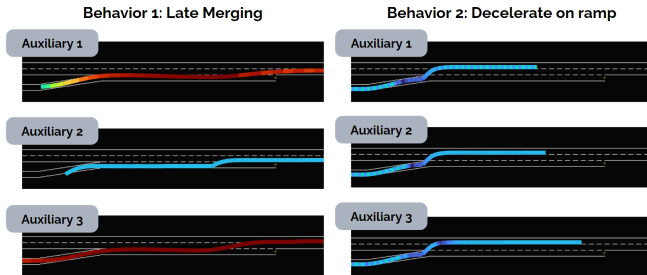 Behavior 1: Late Merging
Behavior 2: Decelerate on ramp
Auxiliary 1
Auxiliary 1
Auxiliary 2
Auxiliary 2
Auxiliary 3
Auxiliary 3